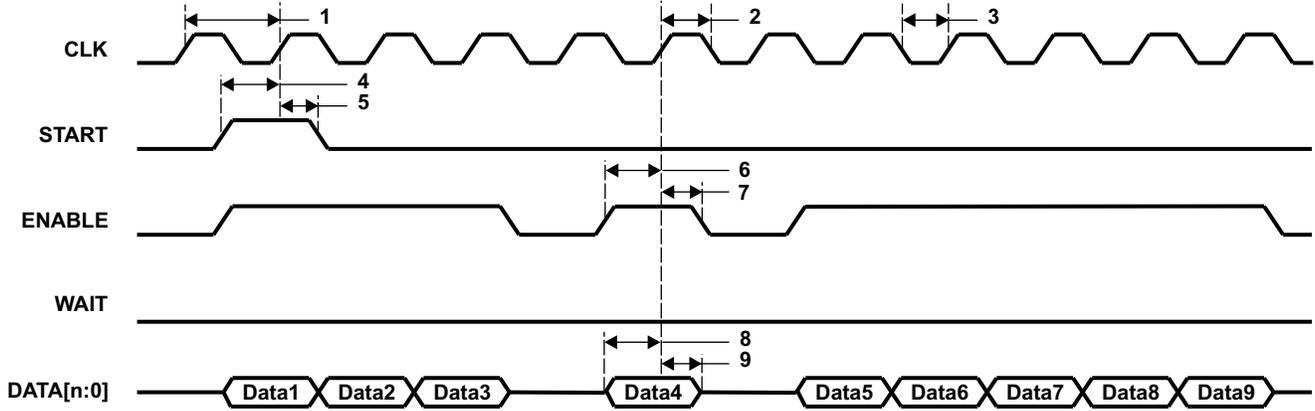 1 2 3
CLK
4
5
START
6
7
ENABLE
WAIT
8
9
DATA[n:0] Data1 Data2 Data3 Data4 Data5 Data6 Data7 Data8 Data9